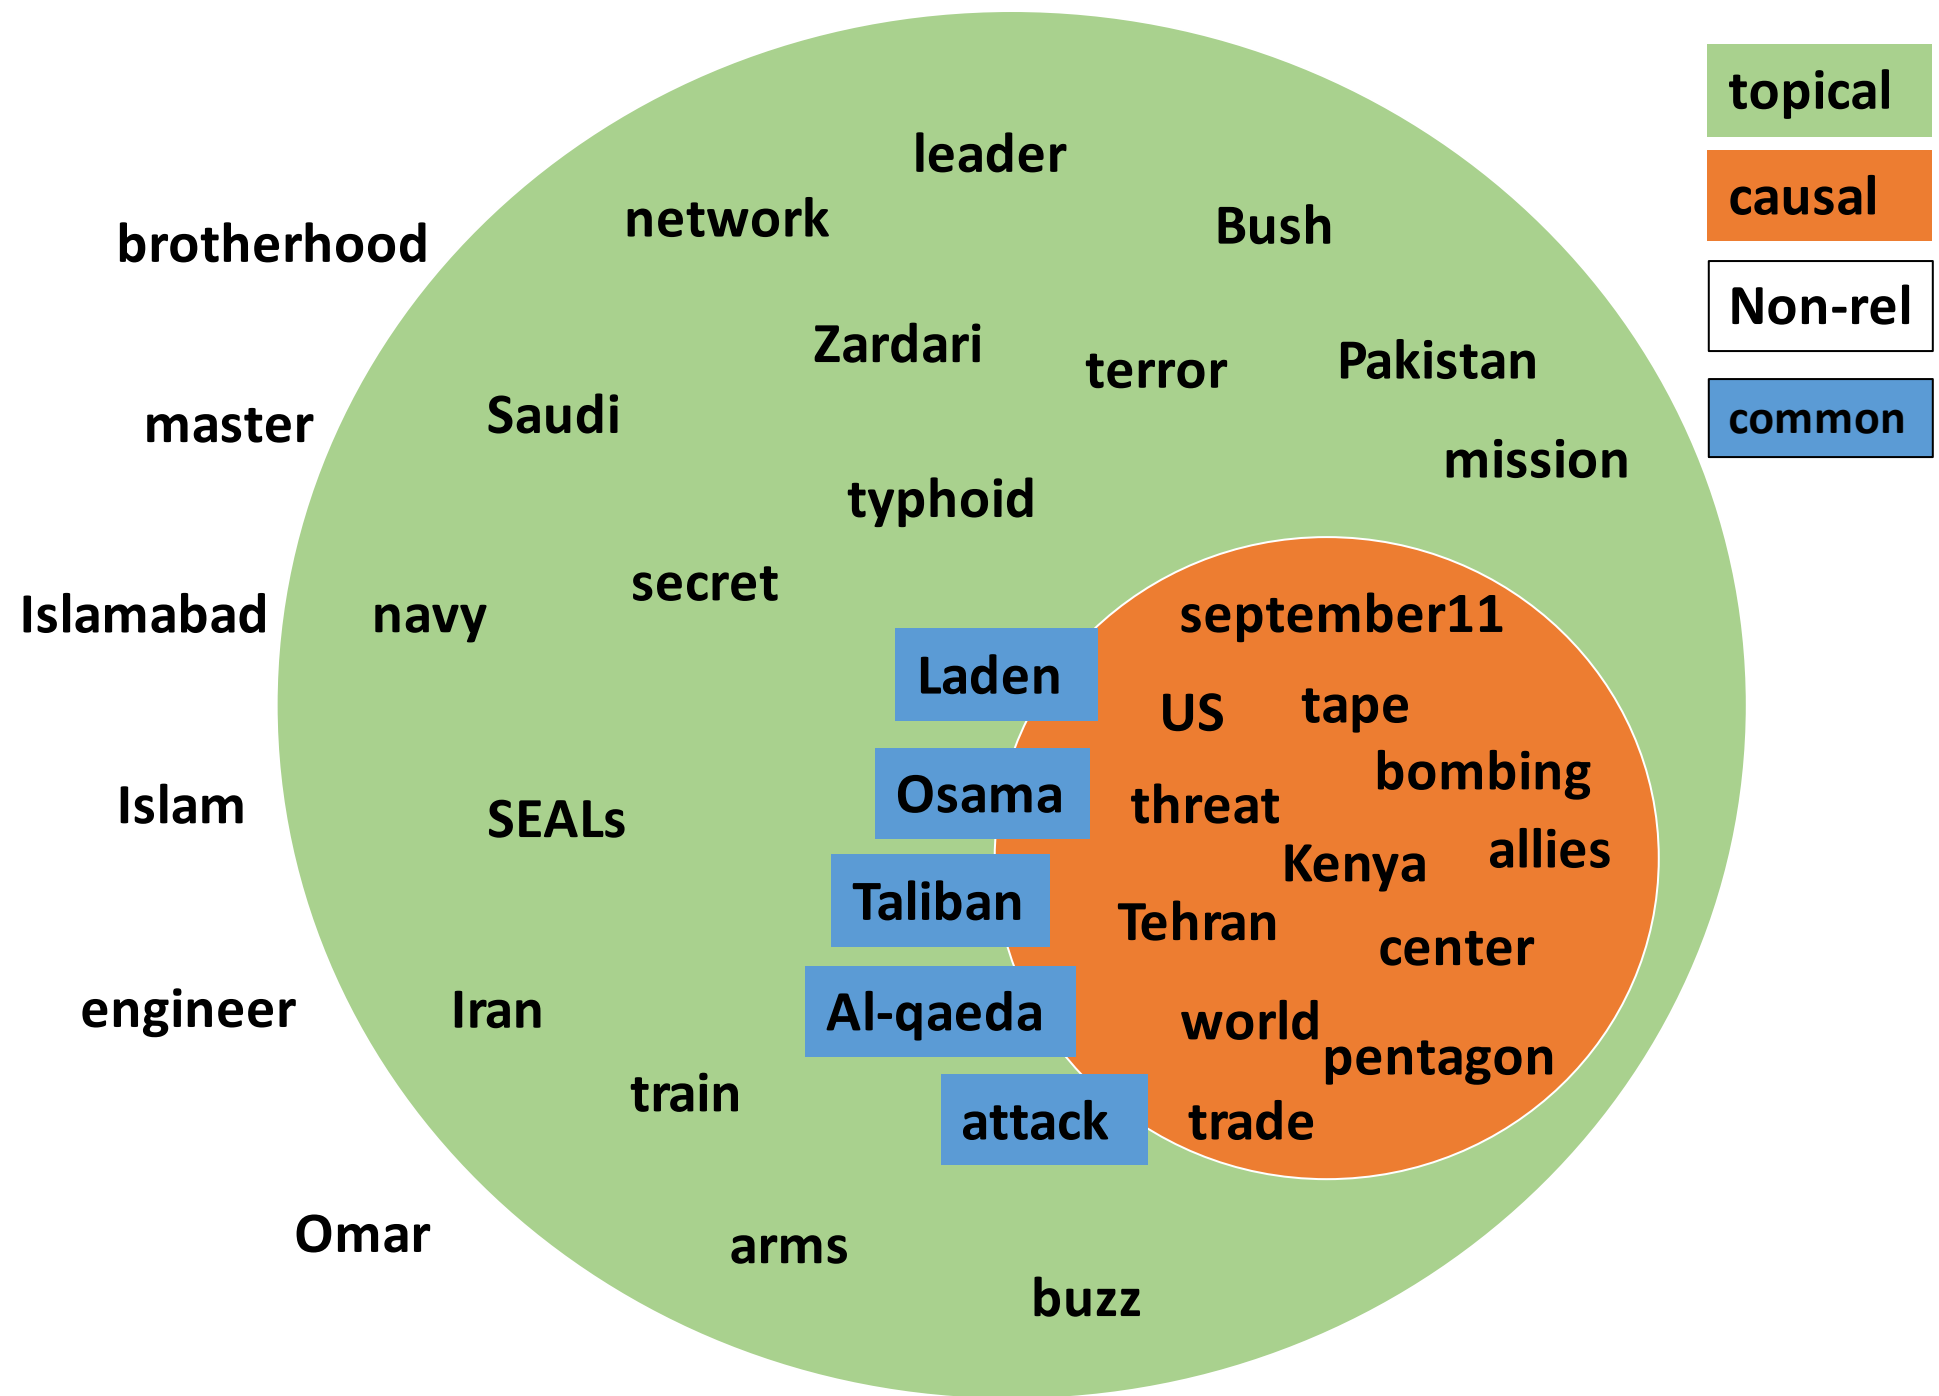 topical
leader
causal
network
Bush
brotherhood
Non-rel
Zardari
terror
Pakistan
Saudi
master
common
mission
typhoid
secret
Islamabad
navy
september11
Laden
US
tape
bombing
Osama
threat
Islam
SEALs
allies
Kenya
Taliban
Tehran
center
engineer
Iran
Al-qaeda
world
pentagon
train
attack
trade
Omar
arms
buzz